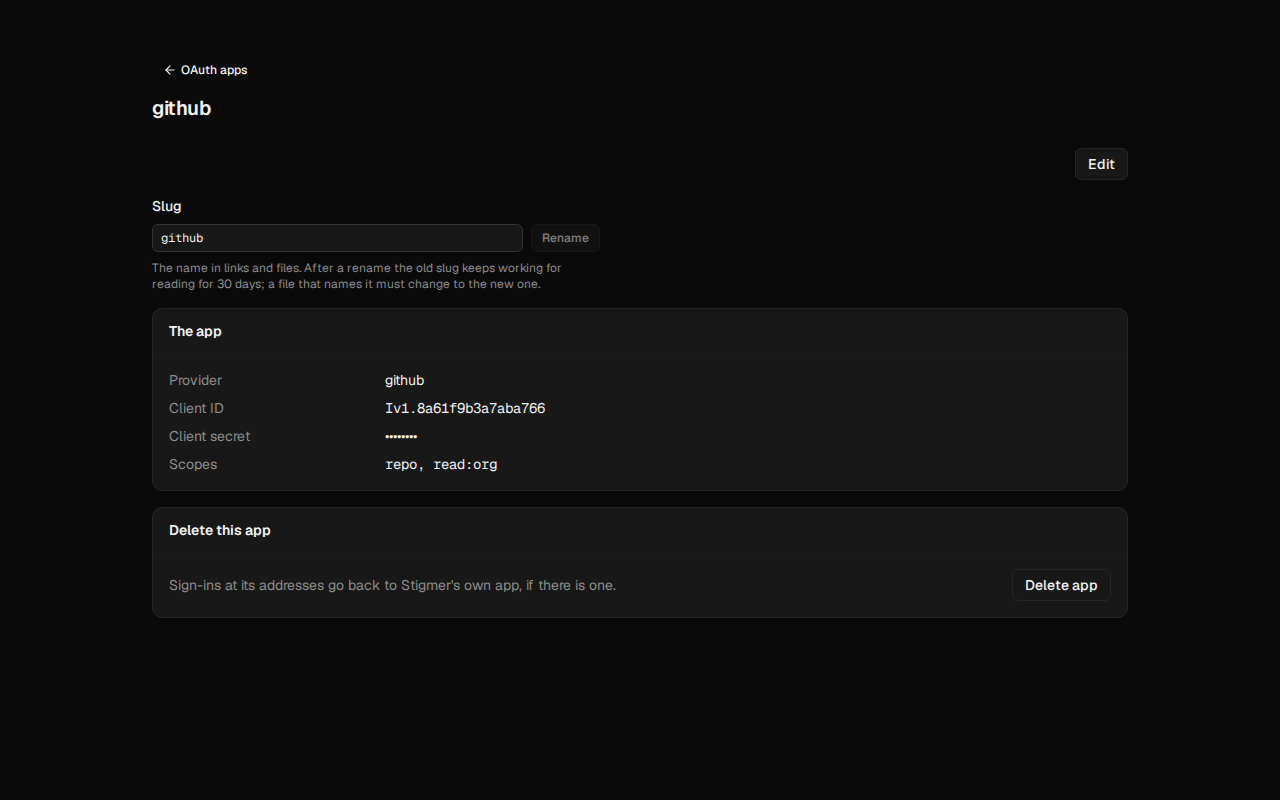 ← OAuth apps
github
Edit
Slug
github
Rename
The name in links and files. After a rename the old slug keeps working for
reading for 30 days; a file that names it must change to the new one.
The app
Provider github
Client ID Iv1.8a61f9b3a7aba766
Client secret ••••••••
Scopes repo, read:org
Delete this app
Sign-ins at its addresses go back to Stigmer's own app, if there is one.
Delete app